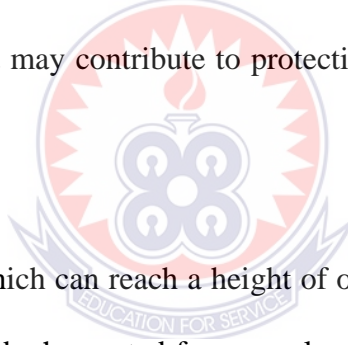 may contribute to protecti
hich can reach a height of o
EDUCATION FOR SERVICE